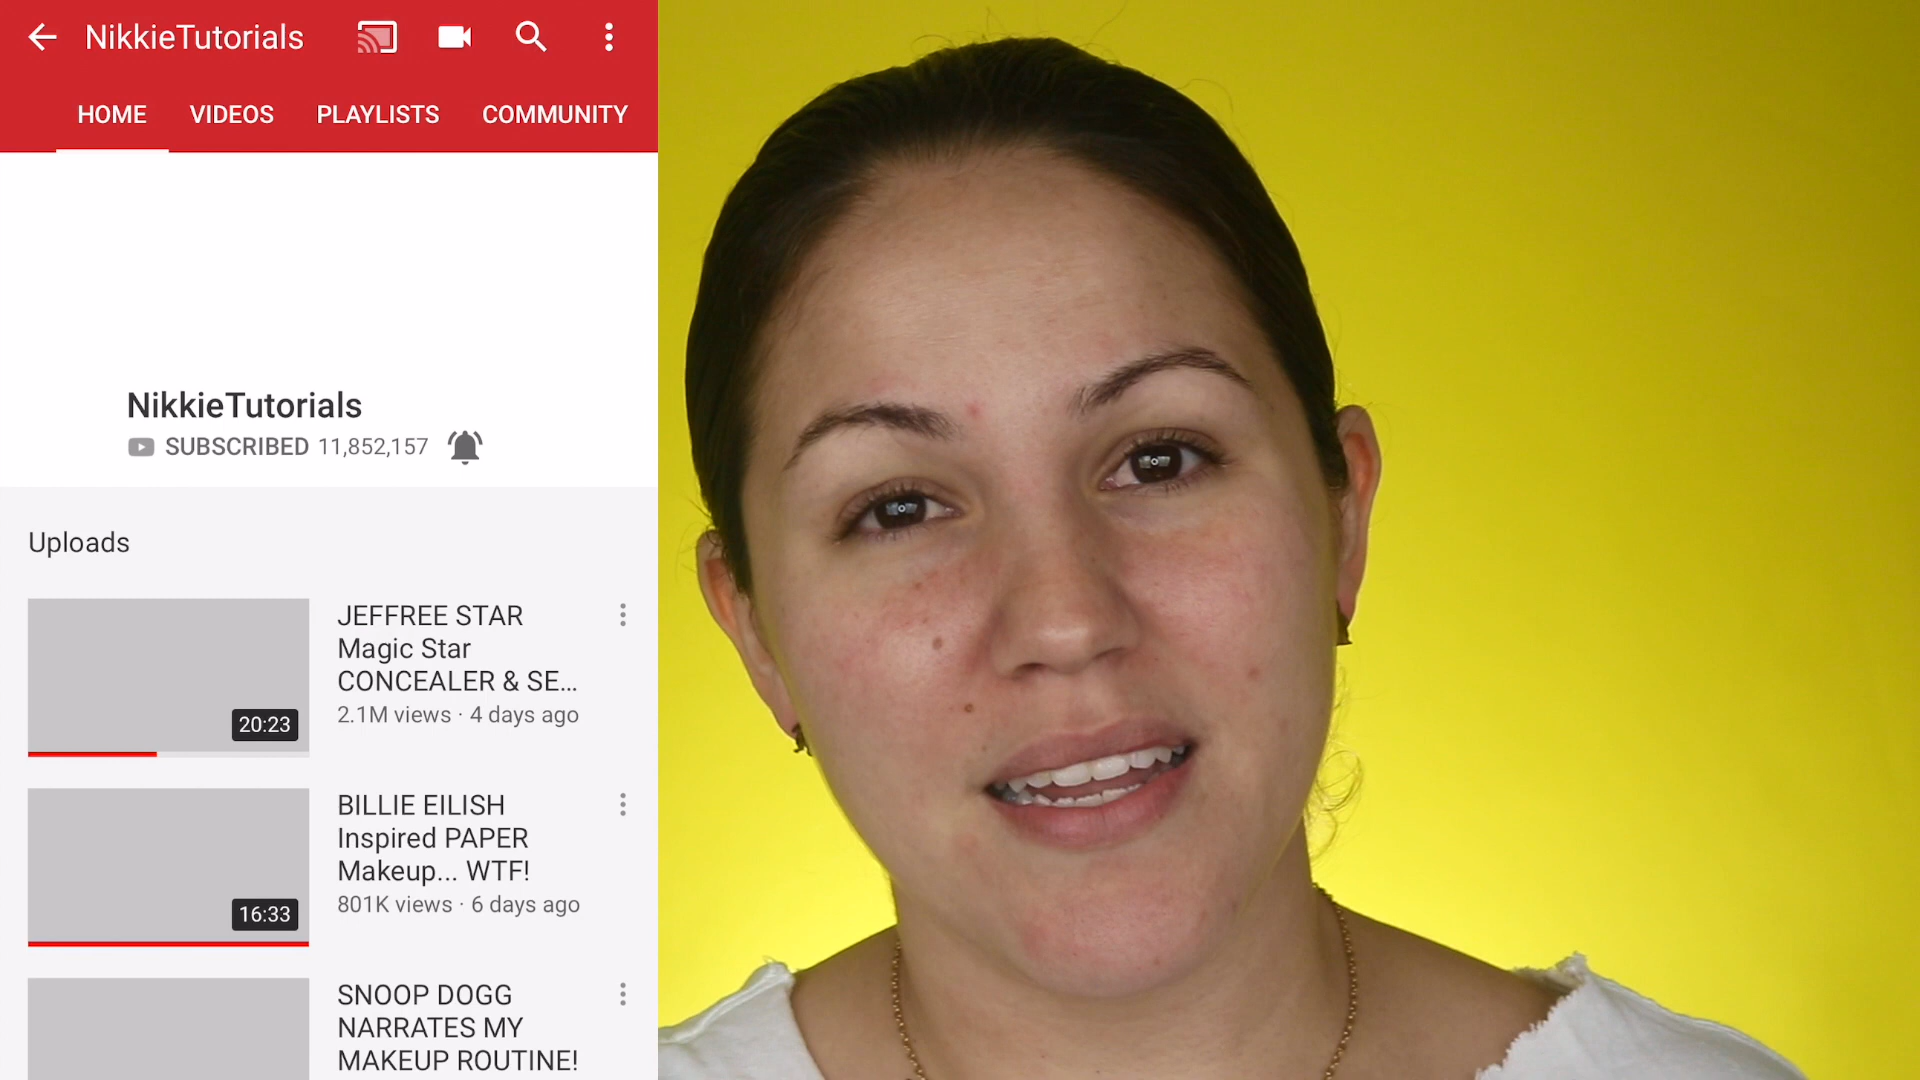 NikkieTutorials
HOME VIDEOS PLAYLISTS COMMUNITY
NikkieTutorials
SUBSCRIBED 11,852,157
Uploads
JEFFREE STAR
Magic Star
CONCEALER & SE...
2.1M views · 4 days ago
20:23
BILLIE EILISH
Inspired PAPER
Makeup... WTF!
801K views · 6 days ago
16:33
SNOOP DOGG
NARRATES MY
MAKEUP ROUTINE!